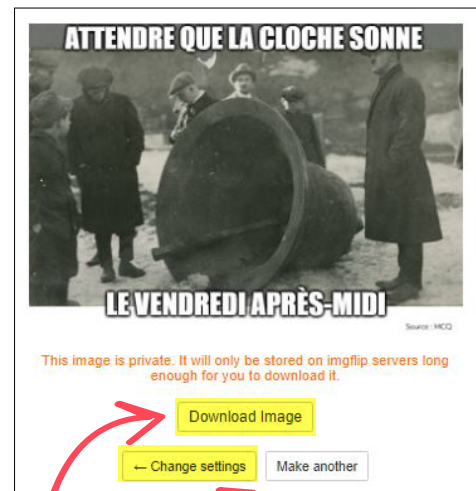 ATTENDRE QUE LA CLOCHE SONNE
LE VENDREDI APRÈS-MIDI
Source : MCQ
This image is private. It will only be stored on imgflip servers long
enough for you to download it.
Download Image
← Change settings
Make another